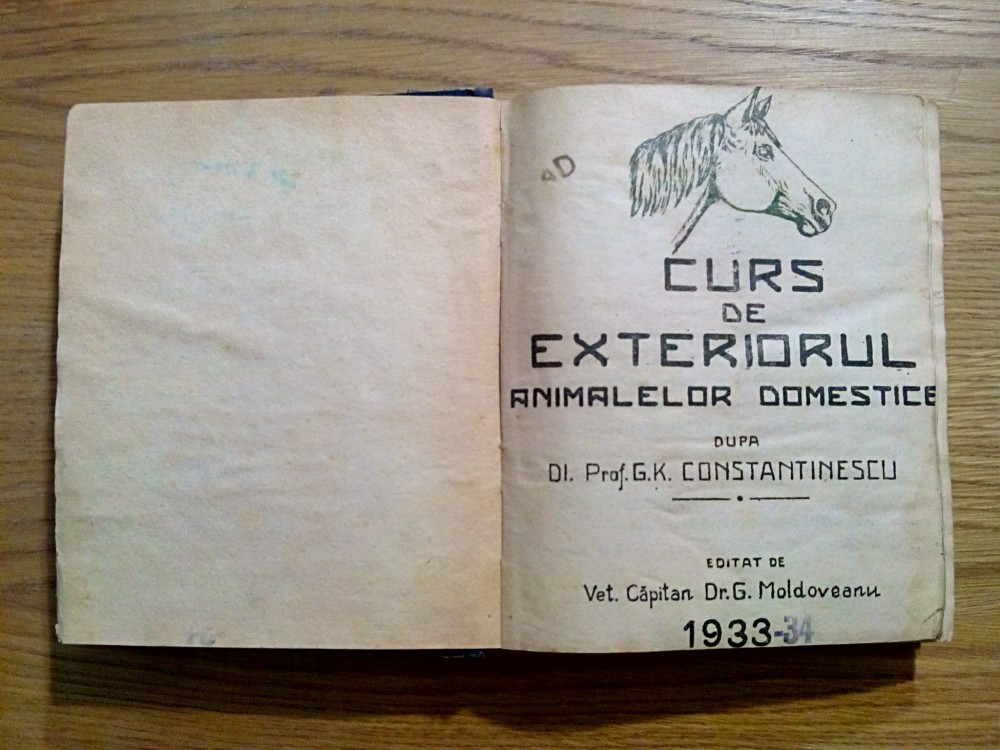 CURS
DE
EXTERIORUL
ANIMALELOR DOMESTICE
DUPA
Dl. Prof. G.K. CONSTANTINESCU
EDITAT DE
Vet. Căpitan Dr. G. Moldoveanu
1933-34